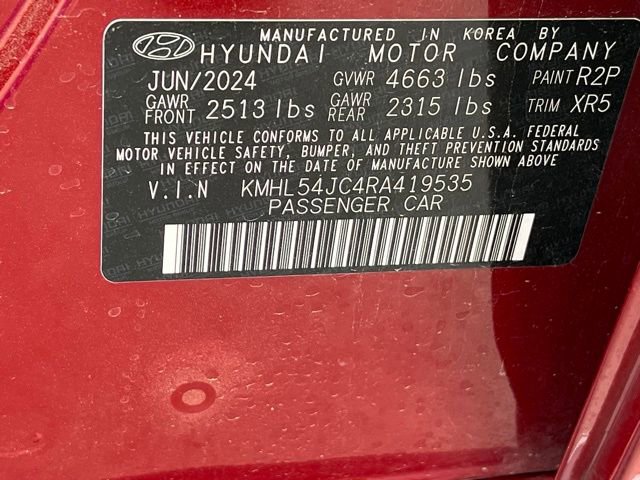 MANUFACTURED IN KOREA BY
HYUNDAI MOTOR COMPANY
JUN/2024 GVWR 4663 lbs PAINT R2P
GAWR FRONT 2513 lbs GAWR REAR 2315 lbs TRIM XR5
THIS VEHICLE CONFORMS TO ALL APPLICABLE U.S.A. FEDERAL
MOTOR VEHICLE SAFETY, BUMPER, AND THEFT PREVENTION STANDARDS
IN EFFECT ON THE DATE OF MANUFACTURE SHOWN ABOVE
V.I.N KMHL54JC4RA419535
PASSENGER CAR